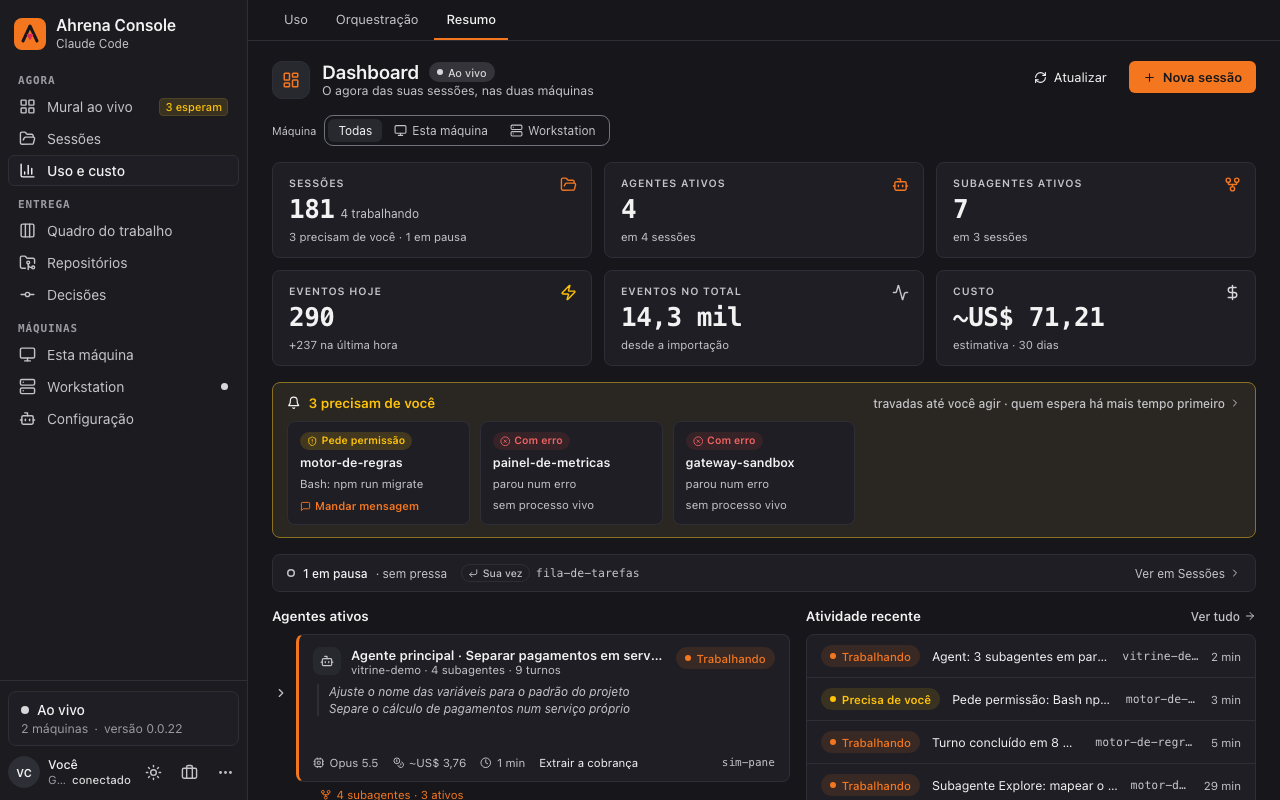 Ahrena Console
Claude Code
AGORA
Mural ao vivo
3 esperam
Sessões
Uso e custo
ENTREGA
Quadro do trabalho
Repositórios
Decisões
MÁQUINAS
Esta máquina
Workstation
Configuração
Ao vivo
2 máquinas · versão 0.0.22
VC
Você
G... conectado
Uso
Orquestração
Resumo
Dashboard
Ao vivo
O agora das suas sessões, nas duas máquinas
Atualizar
Nova sessão
Máquina
Todas
Esta máquina
Workstation
SESSÕES
181 4 trabalhando
3 precisam de você · 1 em pausa
AGENTES ATIVOS
4
em 4 sessões
SUBAGENTES ATIVOS
7
em 3 sessões
EVENTOS HOJE
290
+237 na última hora
EVENTOS NO TOTAL
14,3 mil
desde a importação
CUSTO
~US$ 71,21
estimativa · 30 dias
3 precisam de você
travadas até você agir · quem espera há mais tempo primeiro
Pede permissão
motor-de-regras
Bash: npm run migrate
Mandar mensagem
Com erro
painel-de-metricas
parou num erro
sem processo vivo
Com erro
gateway-sandbox
parou num erro
sem processo vivo
1 em pausa · sem pressa
Sua vez
fila-de-tarefas
Ver em Sessões
Agentes ativos
Agente principal · Separar pagamentos em serv...
Trabalhando
vitrine-demo · 4 subagentes · 9 turnos
Ajuste o nome das variáveis para o padrão do projeto
Separe o cálculo de pagamentos num serviço próprio
Opus 5.5
~US$ 3,76
1 min
Extrair a cobrança
sim-pane
4 subagentes · 3 ativos
Atividade recente
Ver tudo
Trabalhando Agent: 3 subagentes em par... vitrine-de... 2 min
Precisa de você Pede permissão: Bash np... motor-de-... 3 min
Trabalhando Turno concluído em 8 ... motor-de-regr... 5 min
Trabalhando Subagente Explore: mapear o ... motor-d... 29 min